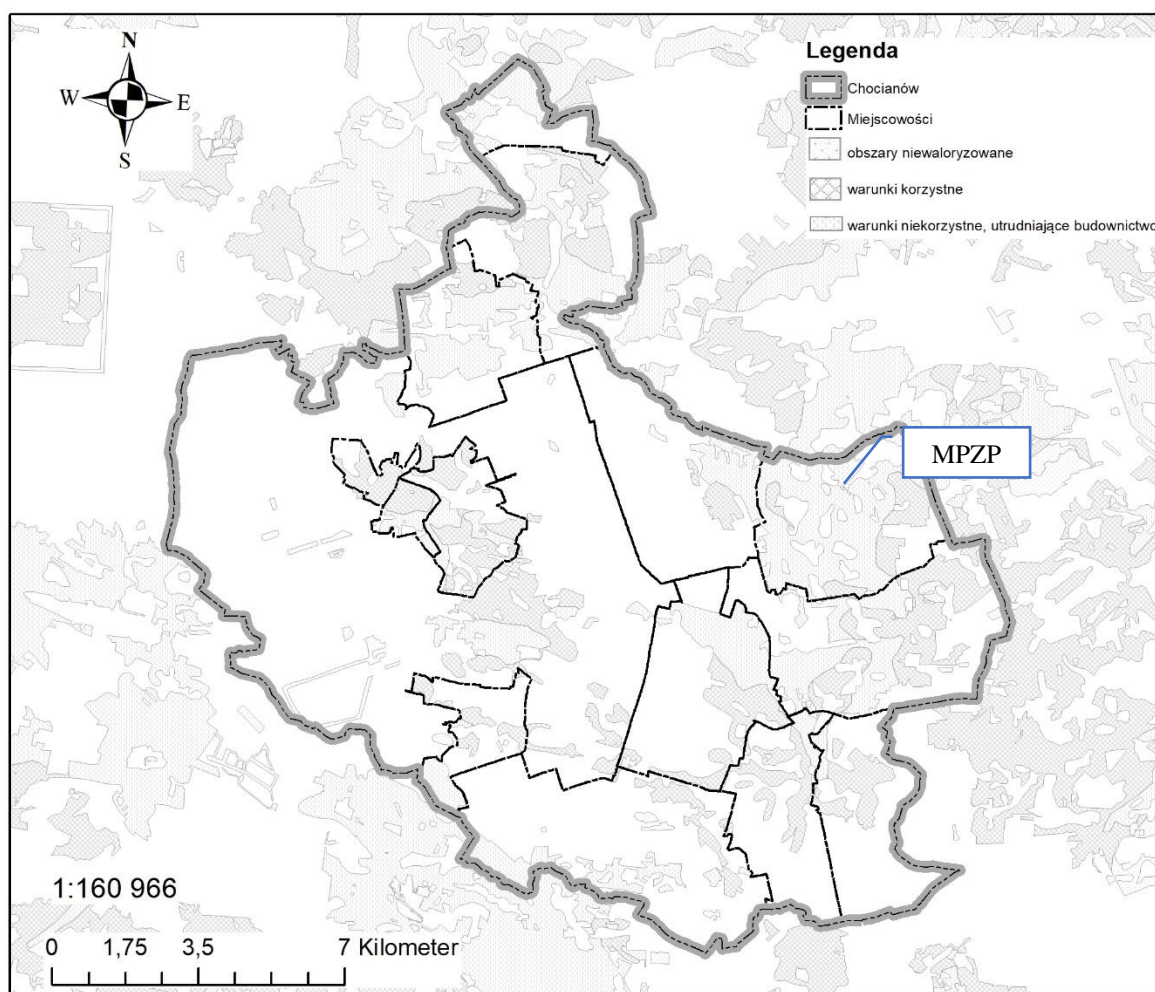 N
W E
S
Legenda
Chocianów
Miejscowości
obszary niewaloryzowane
warunki korzystne
warunki niekorzystne, utrudniające budownictwo
MPZP
1:160 966
0 1,75 3,5 7 Kilometer